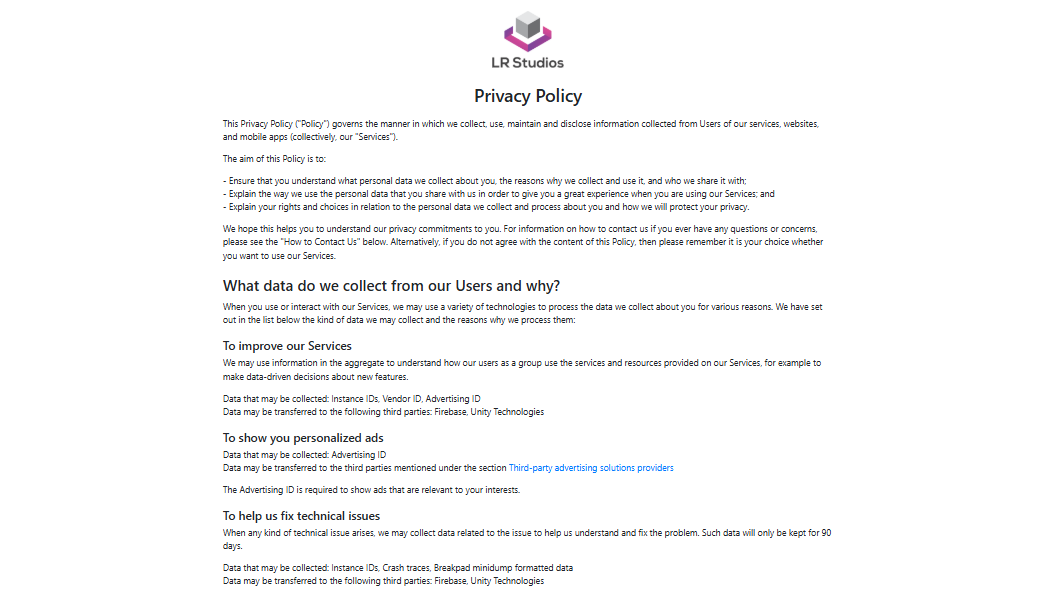 LR Studios
Privacy Policy
This Privacy Policy ("Policy") governs the manner in which we collect, use, maintain and disclose information collected from Users of our services, websites,
and mobile apps (collectively, our "Services").
The aim of this Policy is to:
- Ensure that you understand what personal data we collect about you, the reasons why we collect and use it, and who we share it with;
- Explain the way we use the personal data that you share with us in order to give you a great experience when you are using our Services; and
- Explain your rights and choices in relation to the personal data we collect and process about you and how we will protect your privacy.
We hope this helps you to understand our privacy commitments to you. For information on how to contact us if you ever have any questions or concerns,
please see the "How to Contact Us" below. Alternatively, if you do not agree with the content of this Policy, then please remember it is your choice whether
you want to use our Services.
What data do we collect from our Users and why?
When you use or interact with our Services, we may use a variety of technologies to process the data we collect about you for various reasons. We have set
out in the list below the kind of data we may collect and the reasons why we process them:
To improve our Services
We may use information in the aggregate to understand how our users as a group use the services and resources provided on our Services, for example to
make data-driven decisions about new features.
Data that may be collected: Instance IDs, Vendor ID, Advertising ID
Data may be transferred to the following third parties: Firebase, Unity Technologies
To show you personalized ads
Data that may be collected: Advertising ID
Data may be transferred to the third parties mentioned under the section Third-party advertising solutions providers
The Advertising ID is required to show ads that are relevant to your interests.
To help us fix technical issues
When any kind of technical issue arises, we may collect data related to the issue to help us understand and fix the problem. Such data will only be kept for 90
days.
Data that may be collected: Instance IDs, Crash traces, Breakpad minidump formatted data
Data may be transferred to the following third parties: Firebase, Unity Technologies